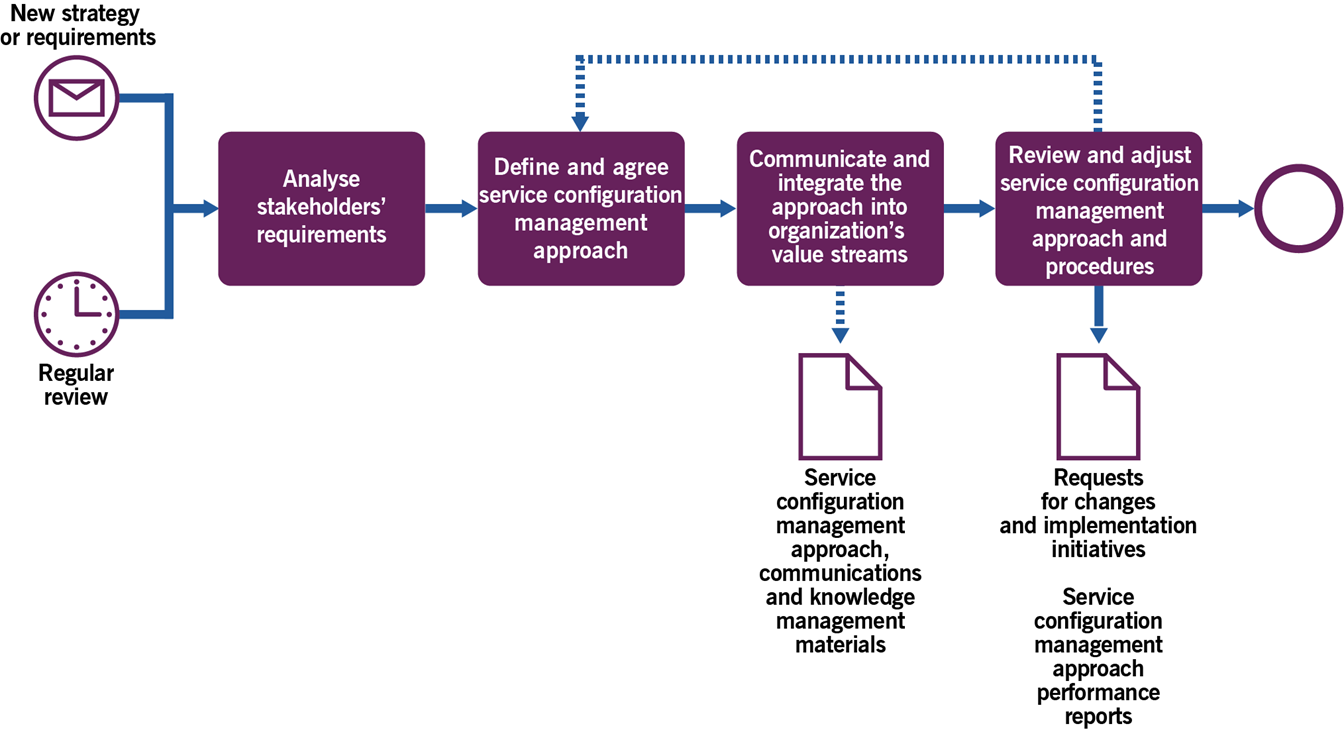 New strategy
or requirements
Regular
review
Analyse
stakeholders’
requirements
Define and agree
service configuration
management
approach
Communicate and
integrate the
approach into
organization’s
value streams
Review and adjust
service configuration
management
approach and
procedures
Service
configuration
management
approach,
communications
and knowledge
management
materials
Requests
for changes
and implementation
initiatives
Service
configuration
management
approach
performance
reports